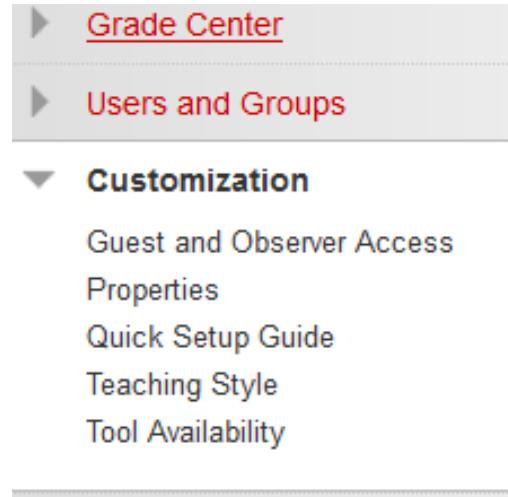 Grade Center
Users and Groups
Customization
Guest and Observer Access
Properties
Quick Setup Guide
Teaching Style
Tool Availability